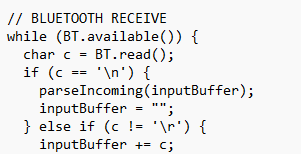 // BLUETOOTH RECEIVE
while (BT.available()) {
  char c = BT.read();
  if (c == '\n') {
    parseIncoming(inputBuffer);
    inputBuffer = "";
  } else if (c != '\r') {
    inputBuffer += c;